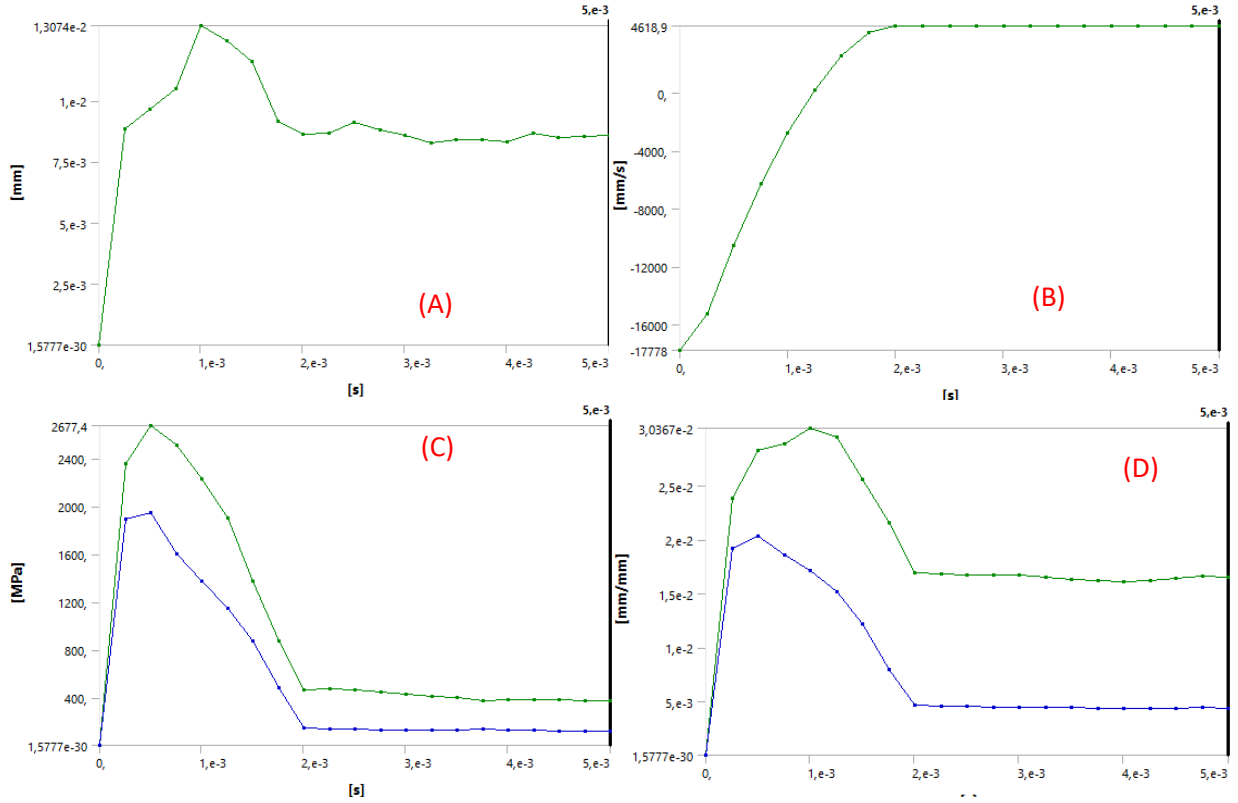 5,e-3
1,3074e-2
1,e-2
7,5e-3
5,e-3
2,5e-3
1,5777e-30
[mm]
0,
1,e-3
2,e-3
3,e-3
4,e-3
5,e-3
[s]
(A)
5,e-3
4618,9
0,
-4000,
-8000,
-12000
-16000
-17778
[mm/s]
0,
1,e-3
2,e-3
3,e-3
4,e-3
5,e-3
[s]
(B)
5,e-3
2677,4
2400,
2000,
1600,
1200,
800,
400,
1,5777e-30
[MPa]
0,
1,e-3
2,e-3
3,e-3
4,e-3
5,e-3
[s]
(C)
5,e-3
3,0367e-2
2,5e-2
2,e-2
1,5e-2
1,e-2
5,e-3
1,5777e-30
[mm/mm]
0,
1,e-3
2,e-3
3,e-3
4,e-3
5,e-3
(D)